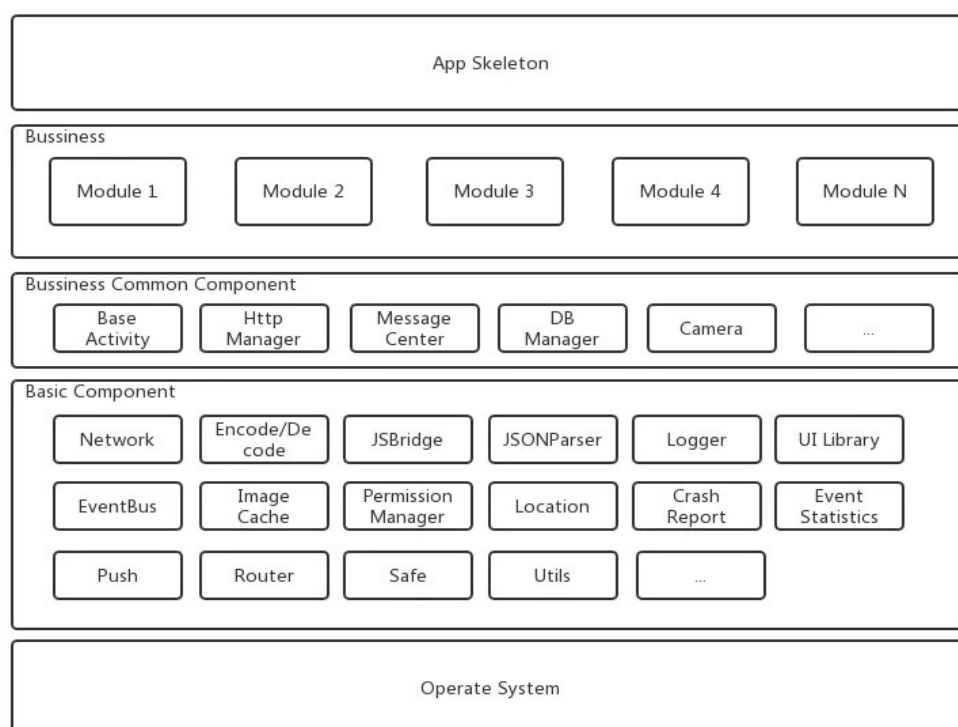 App Skeleton
Bussiness
Module 1
Module 2
Module 3
Module 4
Module N
Bussiness Common Component
Base
Activity
Http
Manager
Message
Center
DB
Manager
Camera
...
Basic Component
Network
Encode/De
code
JSBridge
JSONParser
Logger
UI Library
EventBus
Image
Cache
Permission
Manager
Location
Crash
Report
Event
Statistics
Push
Router
Safe
Utils
...
Operate System